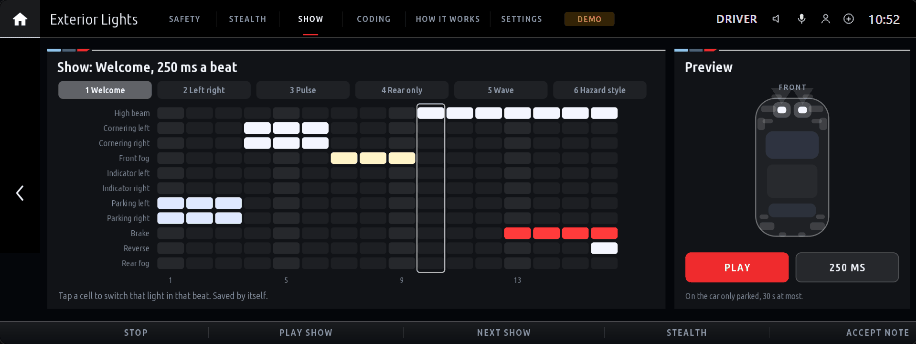 Exterior Lights
SAFETY
STEALTH
SHOW
CODING
HOW IT WORKS
SETTINGS
DEMO
DRIVER
10:52
Show: Welcome, 250 ms a beat
1 Welcome
2 Left right
3 Pulse
4 Rear only
5 Wave
6 Hazard style
High beam
Cornering left
Cornering right
Front fog
Indicator left
Indicator right
Parking left
Parking right
Brake
Reverse
Rear fog
1 5 9 13
Tap a cell to switch that light in that beat. Saved by itself.
Preview
FRONT
PLAY
250 MS
On the car only parked, 30 s at most.
STOP
PLAY SHOW
NEXT SHOW
STEALTH
ACCEPT NOTE